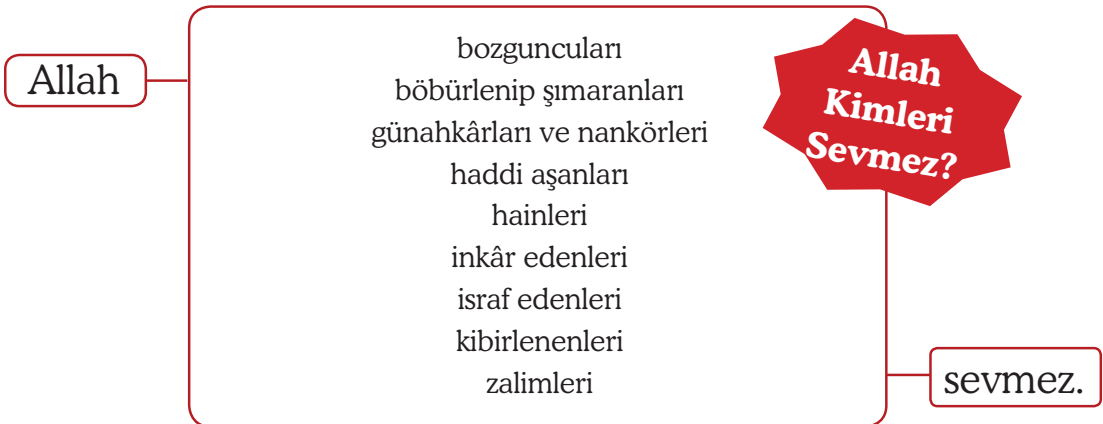 Allah
bozguncuları
böbürlenip şımaranları
günahkârları ve nankörleri
haddi aşanları
hainleri
inkâr edenleri
israf edenleri
kibirlenenleri
zalimleri
sevmez.
Allah
Kimleri
Sevmez?